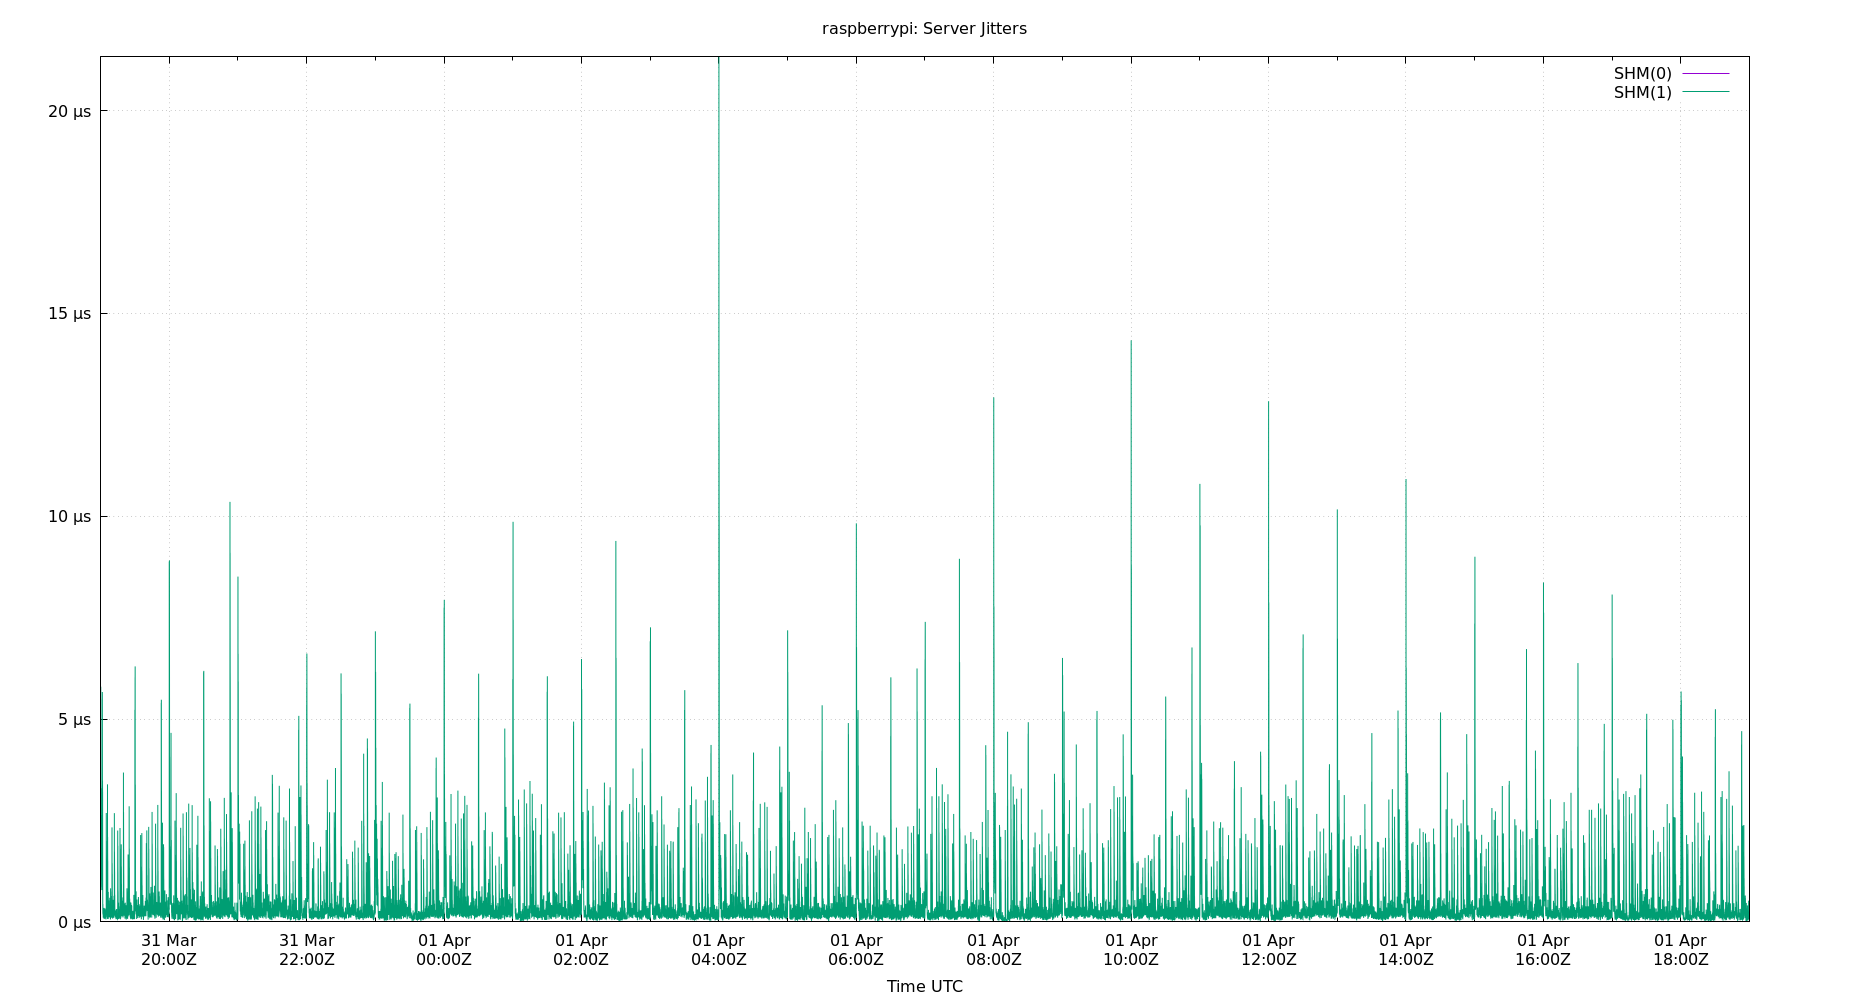 raspberrypi: Server Jitters
SHM(0)
SHM(1)
20 µs
15 µs
10 µs
5 µs
0 µs
31 Mar 31 Mar 01 Apr 01 Apr 01 Apr 01 Apr 01 Apr 01 Apr 01 Apr 01 Apr 01 Apr 01 Apr
20:00Z 22:00Z 00:00Z 02:00Z 04:00Z 06:00Z 08:00Z 10:00Z 12:00Z 14:00Z 16:00Z 18:00Z
Time UTC